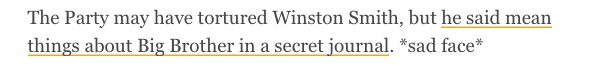 The Party may have tortured Winston Smith, but he said mean
things about Big Brother in a secret journal. *sad face*